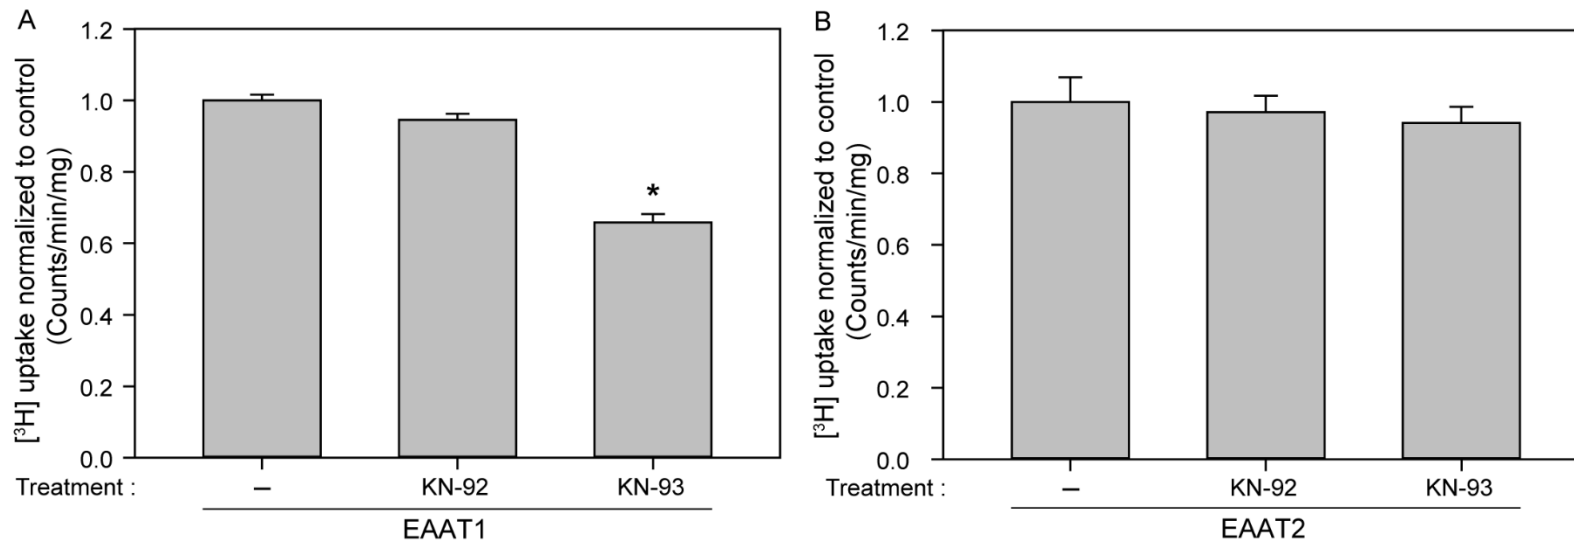 A
[³H] uptake normalized to control
(Counts/min/mg)
1.2
1.0
0.8
0.6
0.4
0.2
0.0
*
Treatment : – KN-92 KN-93
EAAT1
B
[³H] uptake normalized to control
(Counts/min/mg)
1.2
1.0
0.8
0.6
0.4
0.2
0.0
Treatment : – KN-92 KN-93
EAAT2